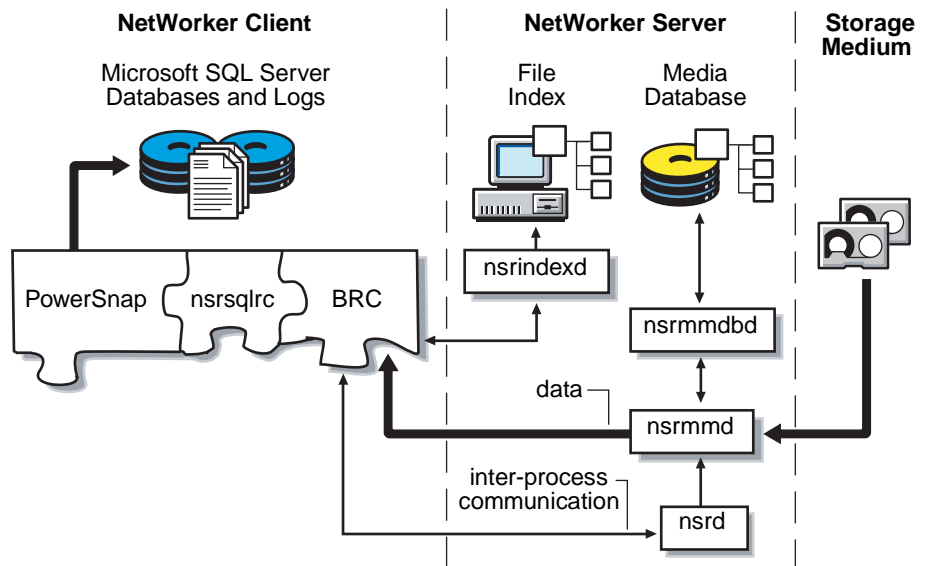 NetWorker Client
NetWorker Server
Storage
Medium
Microsoft SQL Server
Databases and Logs
File
Index
Media
Database
nsrindexd
PowerSnap
nsrsqlrc
BRC
nsrmmdbd
data
nsrmmd
inter-process
communication
nsrd